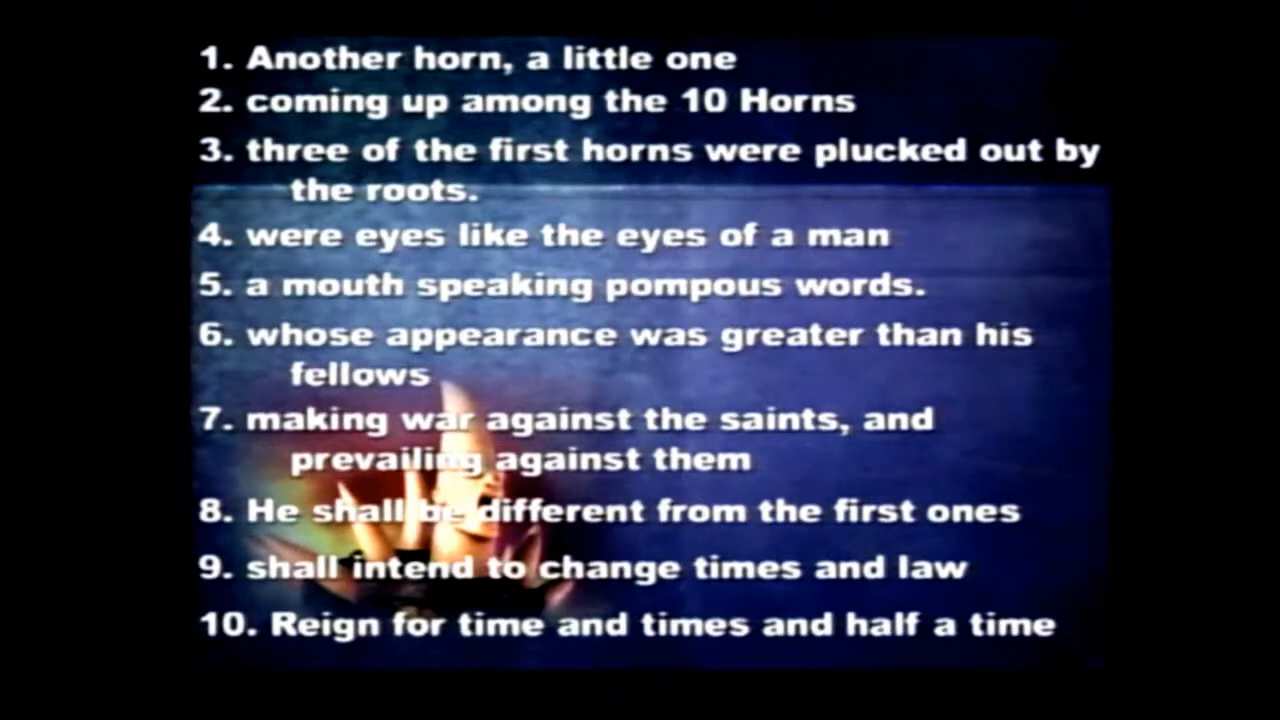 1. Another horn, a little one
2. coming up among the 10 Horns
3. three of the first horns were plucked out by
the roots.
4. were eyes like the eyes of a man
5. a mouth speaking pompous words.
6. whose appearance was greater than his
fellows
7. making war against the saints, and
prevailing against them
8. He shall be different from the first ones
9. shall intend to change times and law
10. Reign for time and times and half a time